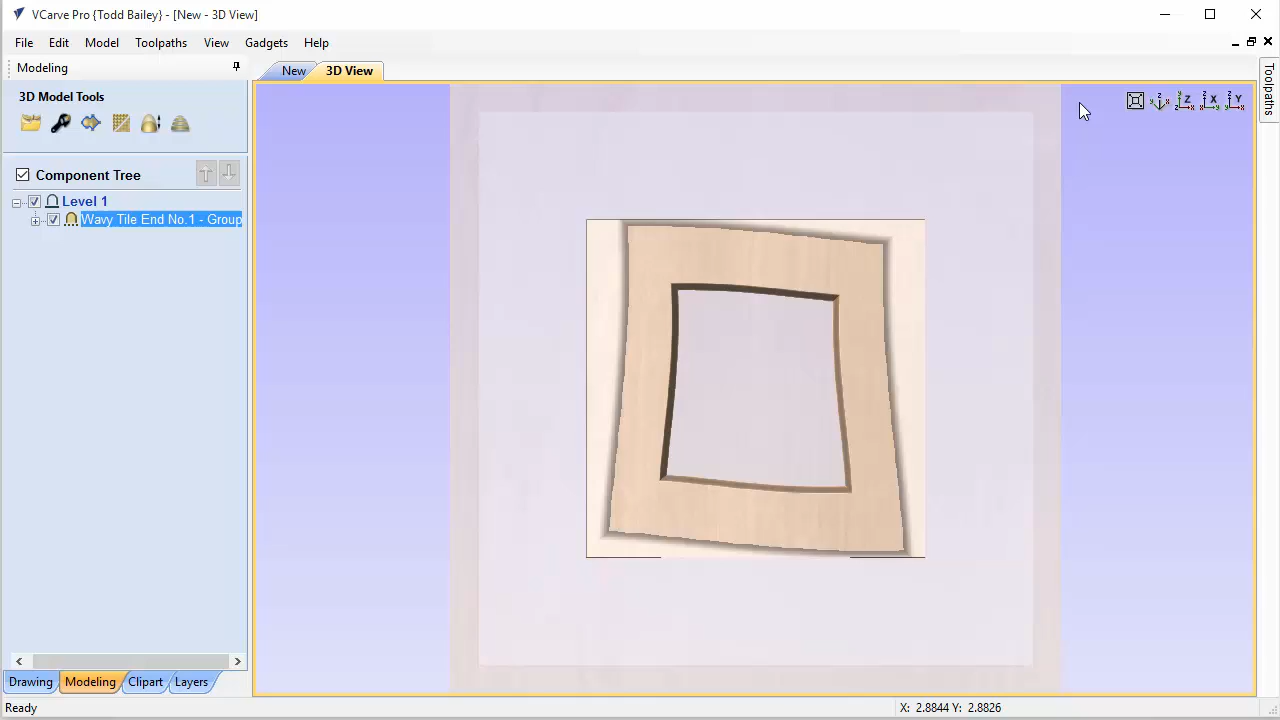 VCarve Pro {Todd Bailey} - [New - 3D View]
File Edit Model Toolpaths View Gadgets Help
Modeling
New 3D View
Toolpaths
3D Model Tools
Z X Y
Component Tree
Level 1
Wavy Tile End No.1 - Group
Drawing Modeling Clipart Layers
Ready
X: 2.8844 Y: 2.8826